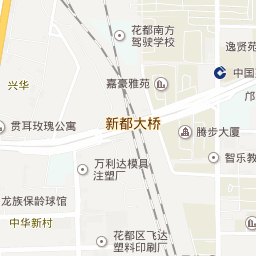 花都南方
驾驶学校
逸贤苑
兴华
嘉豪雅苑
中国
邝
贯耳玫瑰公寓
新都大桥
腾步大厦
万利达模具
注塑厂
智乐教
龙族保龄球馆
中华新村
花都区飞达
塑料印刷厂